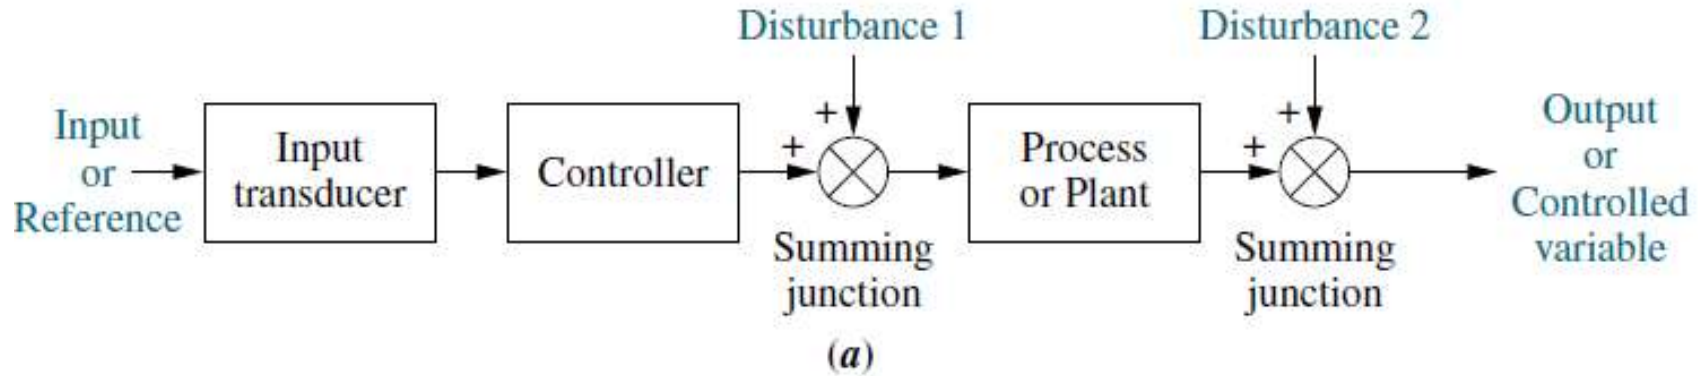 Disturbance 1
Disturbance 2
Input
or
Reference
Input
transducer
Controller
+
+
Summing
junction
Process
or Plant
+
+
Summing
junction
Output
or
Controlled
variable
(a)